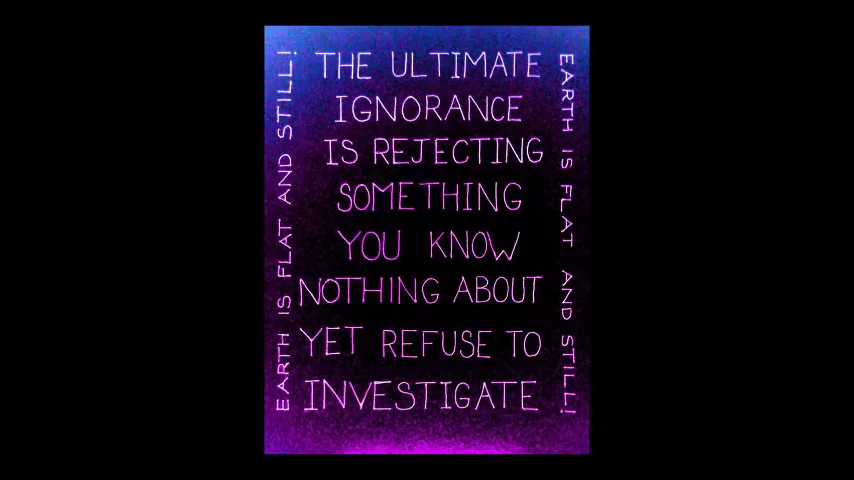 THE ULTIMATE
IGNORANCE
IS REJECTING
SOMETHING
YOU KNOW
NOTHING ABOUT
YET REFUSE TO
INVESTIGATE
EARTH IS FLAT AND STILL!
EARTH IS FLAT AND STILL!